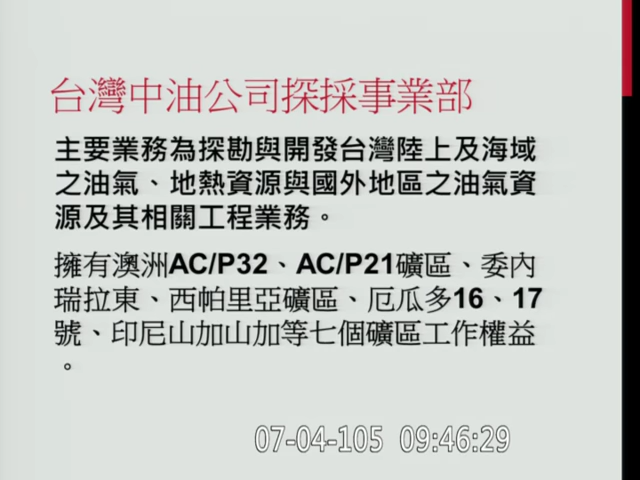 台灣中油公司探採事業部
主要業務為探勘與開發台灣陸上及海域
之油氣、地熱資源與國外地區之油氣資
源及其相關工程業務。
擁有澳洲AC/P32、AC/P21礦區、委內
瑞拉東、西帕里亞礦區、厄瓜多16、17
號、印尼山加山加等七個礦區工作權益
。
07-04-105 09:46:29